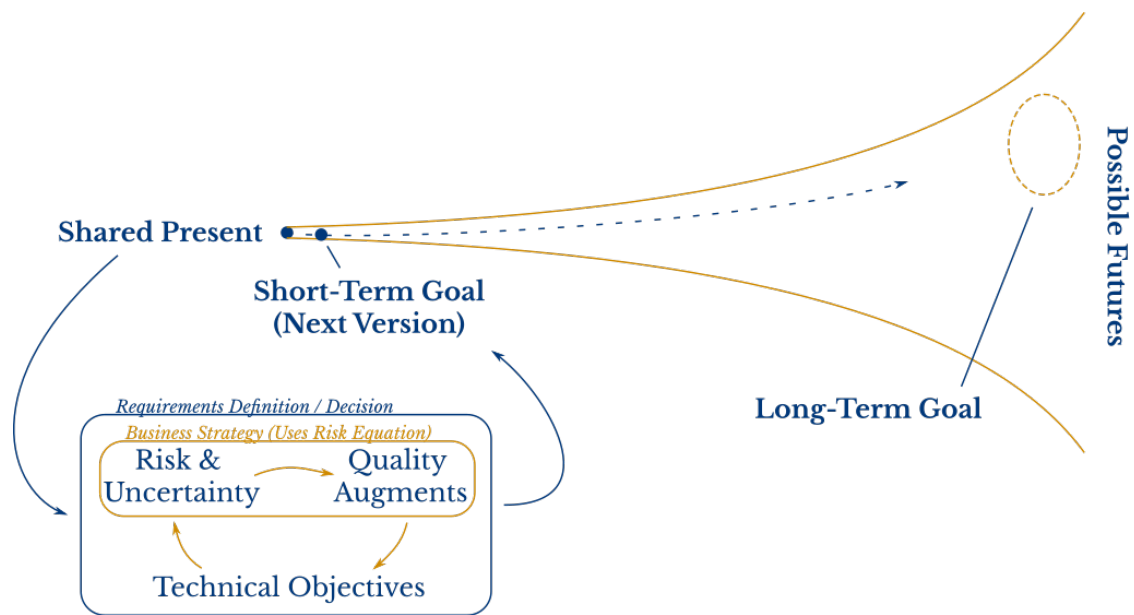 Shared Present
Short-Term Goal
(Next Version)
Possible Futures
Long-Term Goal
Requirements Definition / Decision
Business Strategy (Uses Risk Equation)
Risk &
Uncertainty
Quality
Augments
Technical Objectives